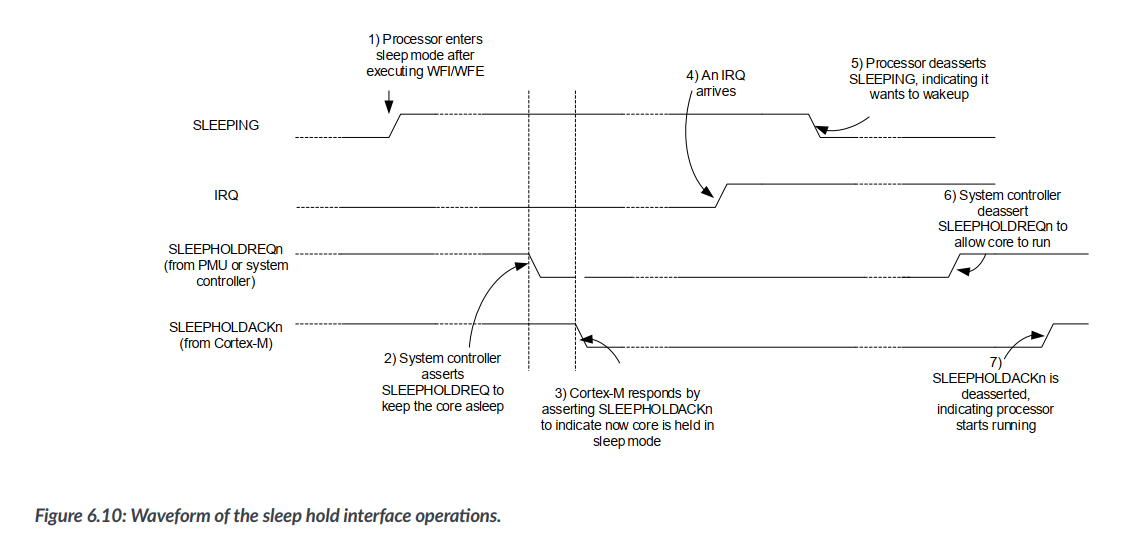 1) Processor enters
sleep mode after
executing WFI/WFE
4) An IRQ
arrives
5) Processor deasserts
SLEEPING, indicating it
wants to wakeup
SLEEPING
IRQ
6) System controller
deassert
SLEEPHOLDREQn to
allow core to run
SLEEPHOLDREQn
(from PMU or system
controller)
SLEEPHOLDACKn
(from Cortex-M)
2) System controller
asserts
SLEEPHOLDREQ to
keep the core asleep
3) Cortex-M responds by
asserting SLEEPHOLDACKn
to indicate now core is held in
sleep mode
7)
SLEEPHOLDACKn is
deasserted,
indicating processor
starts running
Figure 6.10: Waveform of the sleep hold interface operations.